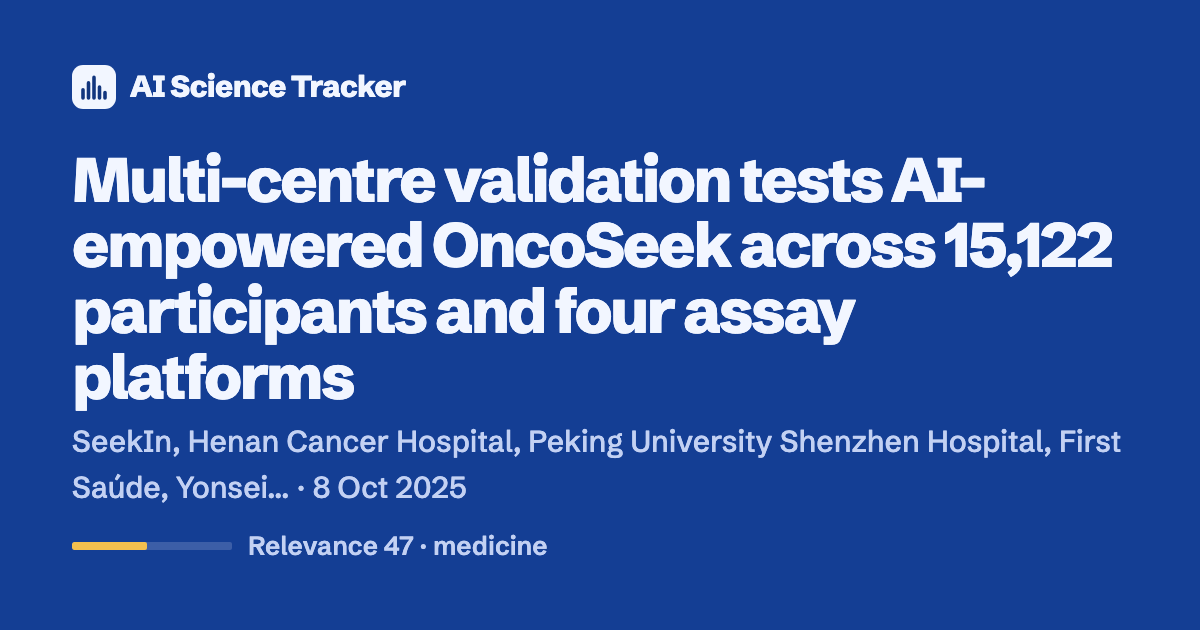 AI Science Tracker
Multi-centre validation tests AI-
empowered OncoSeek across 15,122
participants and four assay
platforms
SeekIn, Henan Cancer Hospital, Peking University Shenzhen Hospital, First
Saúde, Yonsei... · 8 Oct 2025
Relevance 47 · medicine